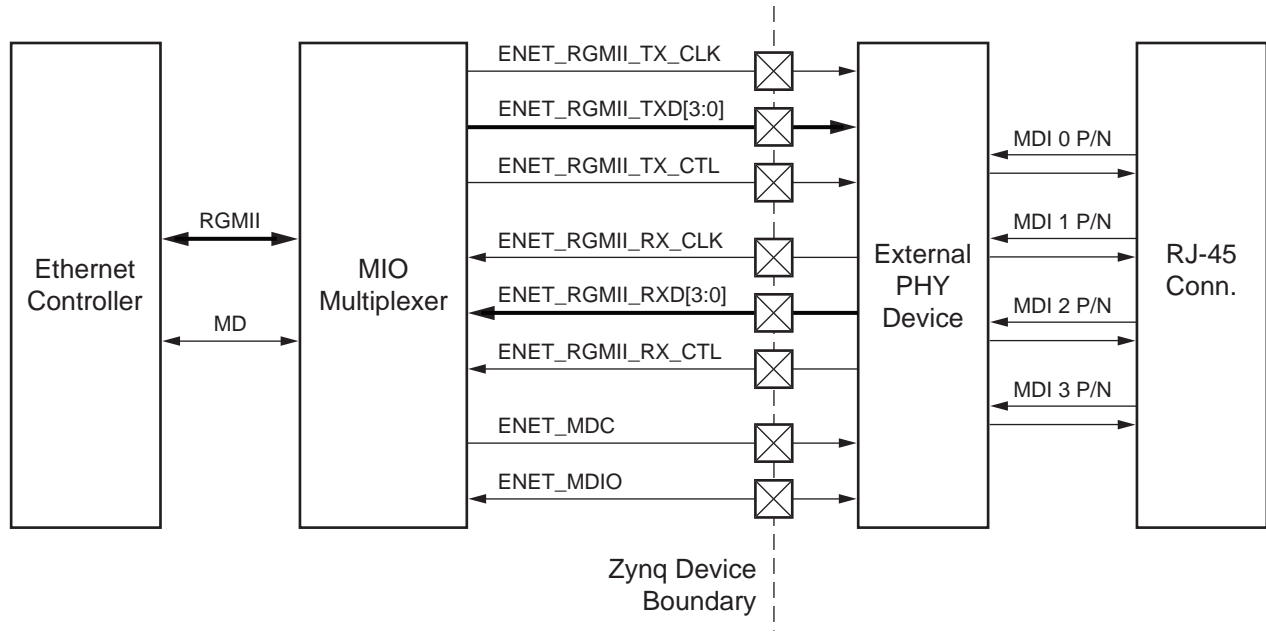 Ethernet
Controller
RGMII
MD
MIO
Multiplexer
ENET_RGMII_TX_CLK
ENET_RGMII_TXD[3:0]
ENET_RGMII_TX_CTL
ENET_RGMII_RX_CLK
ENET_RGMII_RXD[3:0]
ENET_RGMII_RX_CTL
ENET_MDC
ENET_MDIO
Zynq Device
Boundary
External
PHY
Device
MDI 0 P/N
MDI 1 P/N
MDI 2 P/N
MDI 3 P/N
RJ-45
Conn.